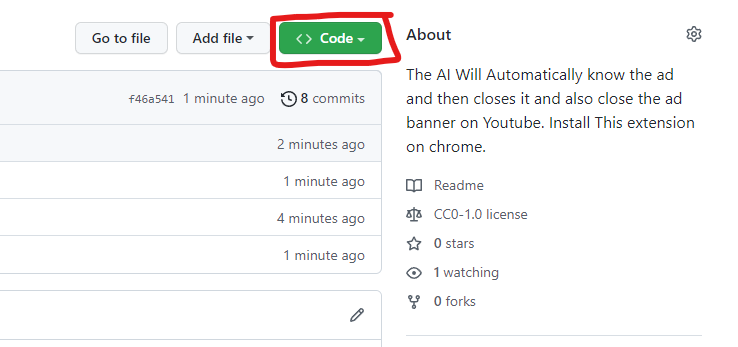 Go to file
Add file
Code
f46a541 1 minute ago 8 commits
2 minutes ago
1 minute ago
4 minutes ago
1 minute ago
About
The AI Will Automatically know the ad
and then closes it and also close the ad
banner on Youtube. Install This extension
on chrome.
Readme
CC0-1.0 license
0 stars
1 watching
0 forks